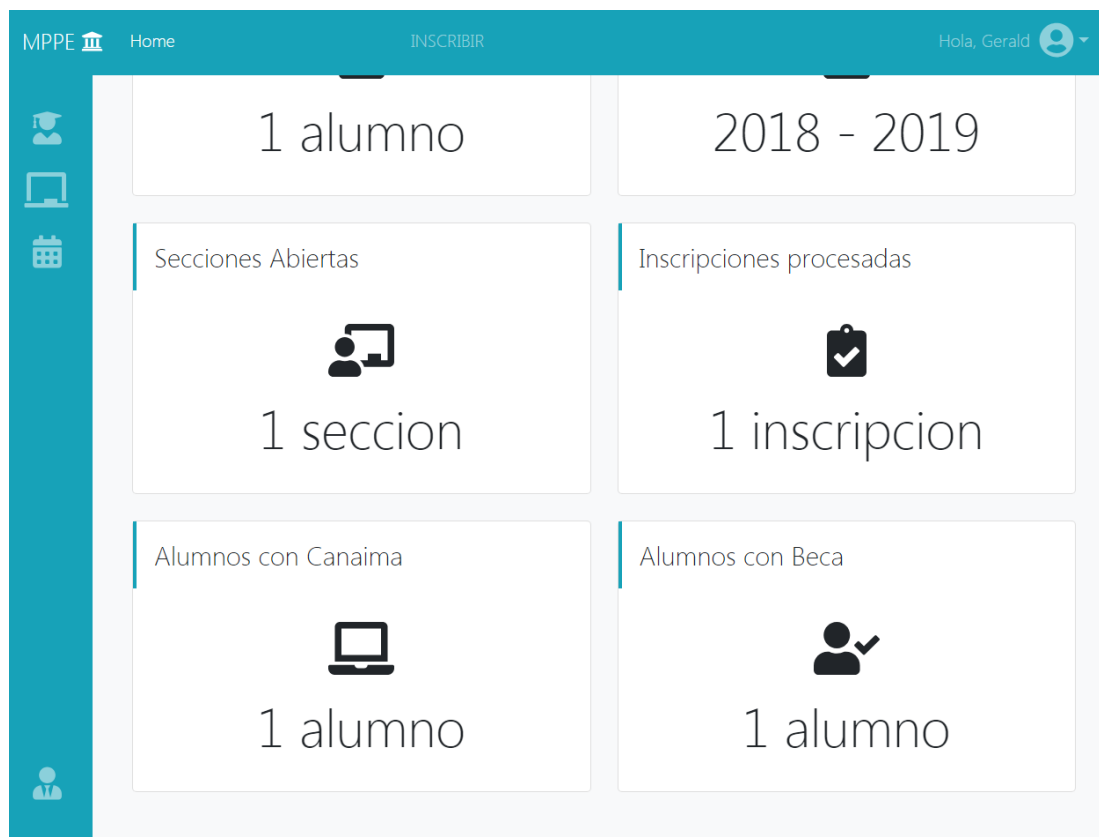 MPPE Home INSCRIBIR Hola, Gerald
1 alumno
2018 - 2019
Secciones Abiertas
1 seccion
Inscripciones procesadas
1 inscripcion
Alumnos con Canaima
1 alumno
Alumnos con Beca
1 alumno